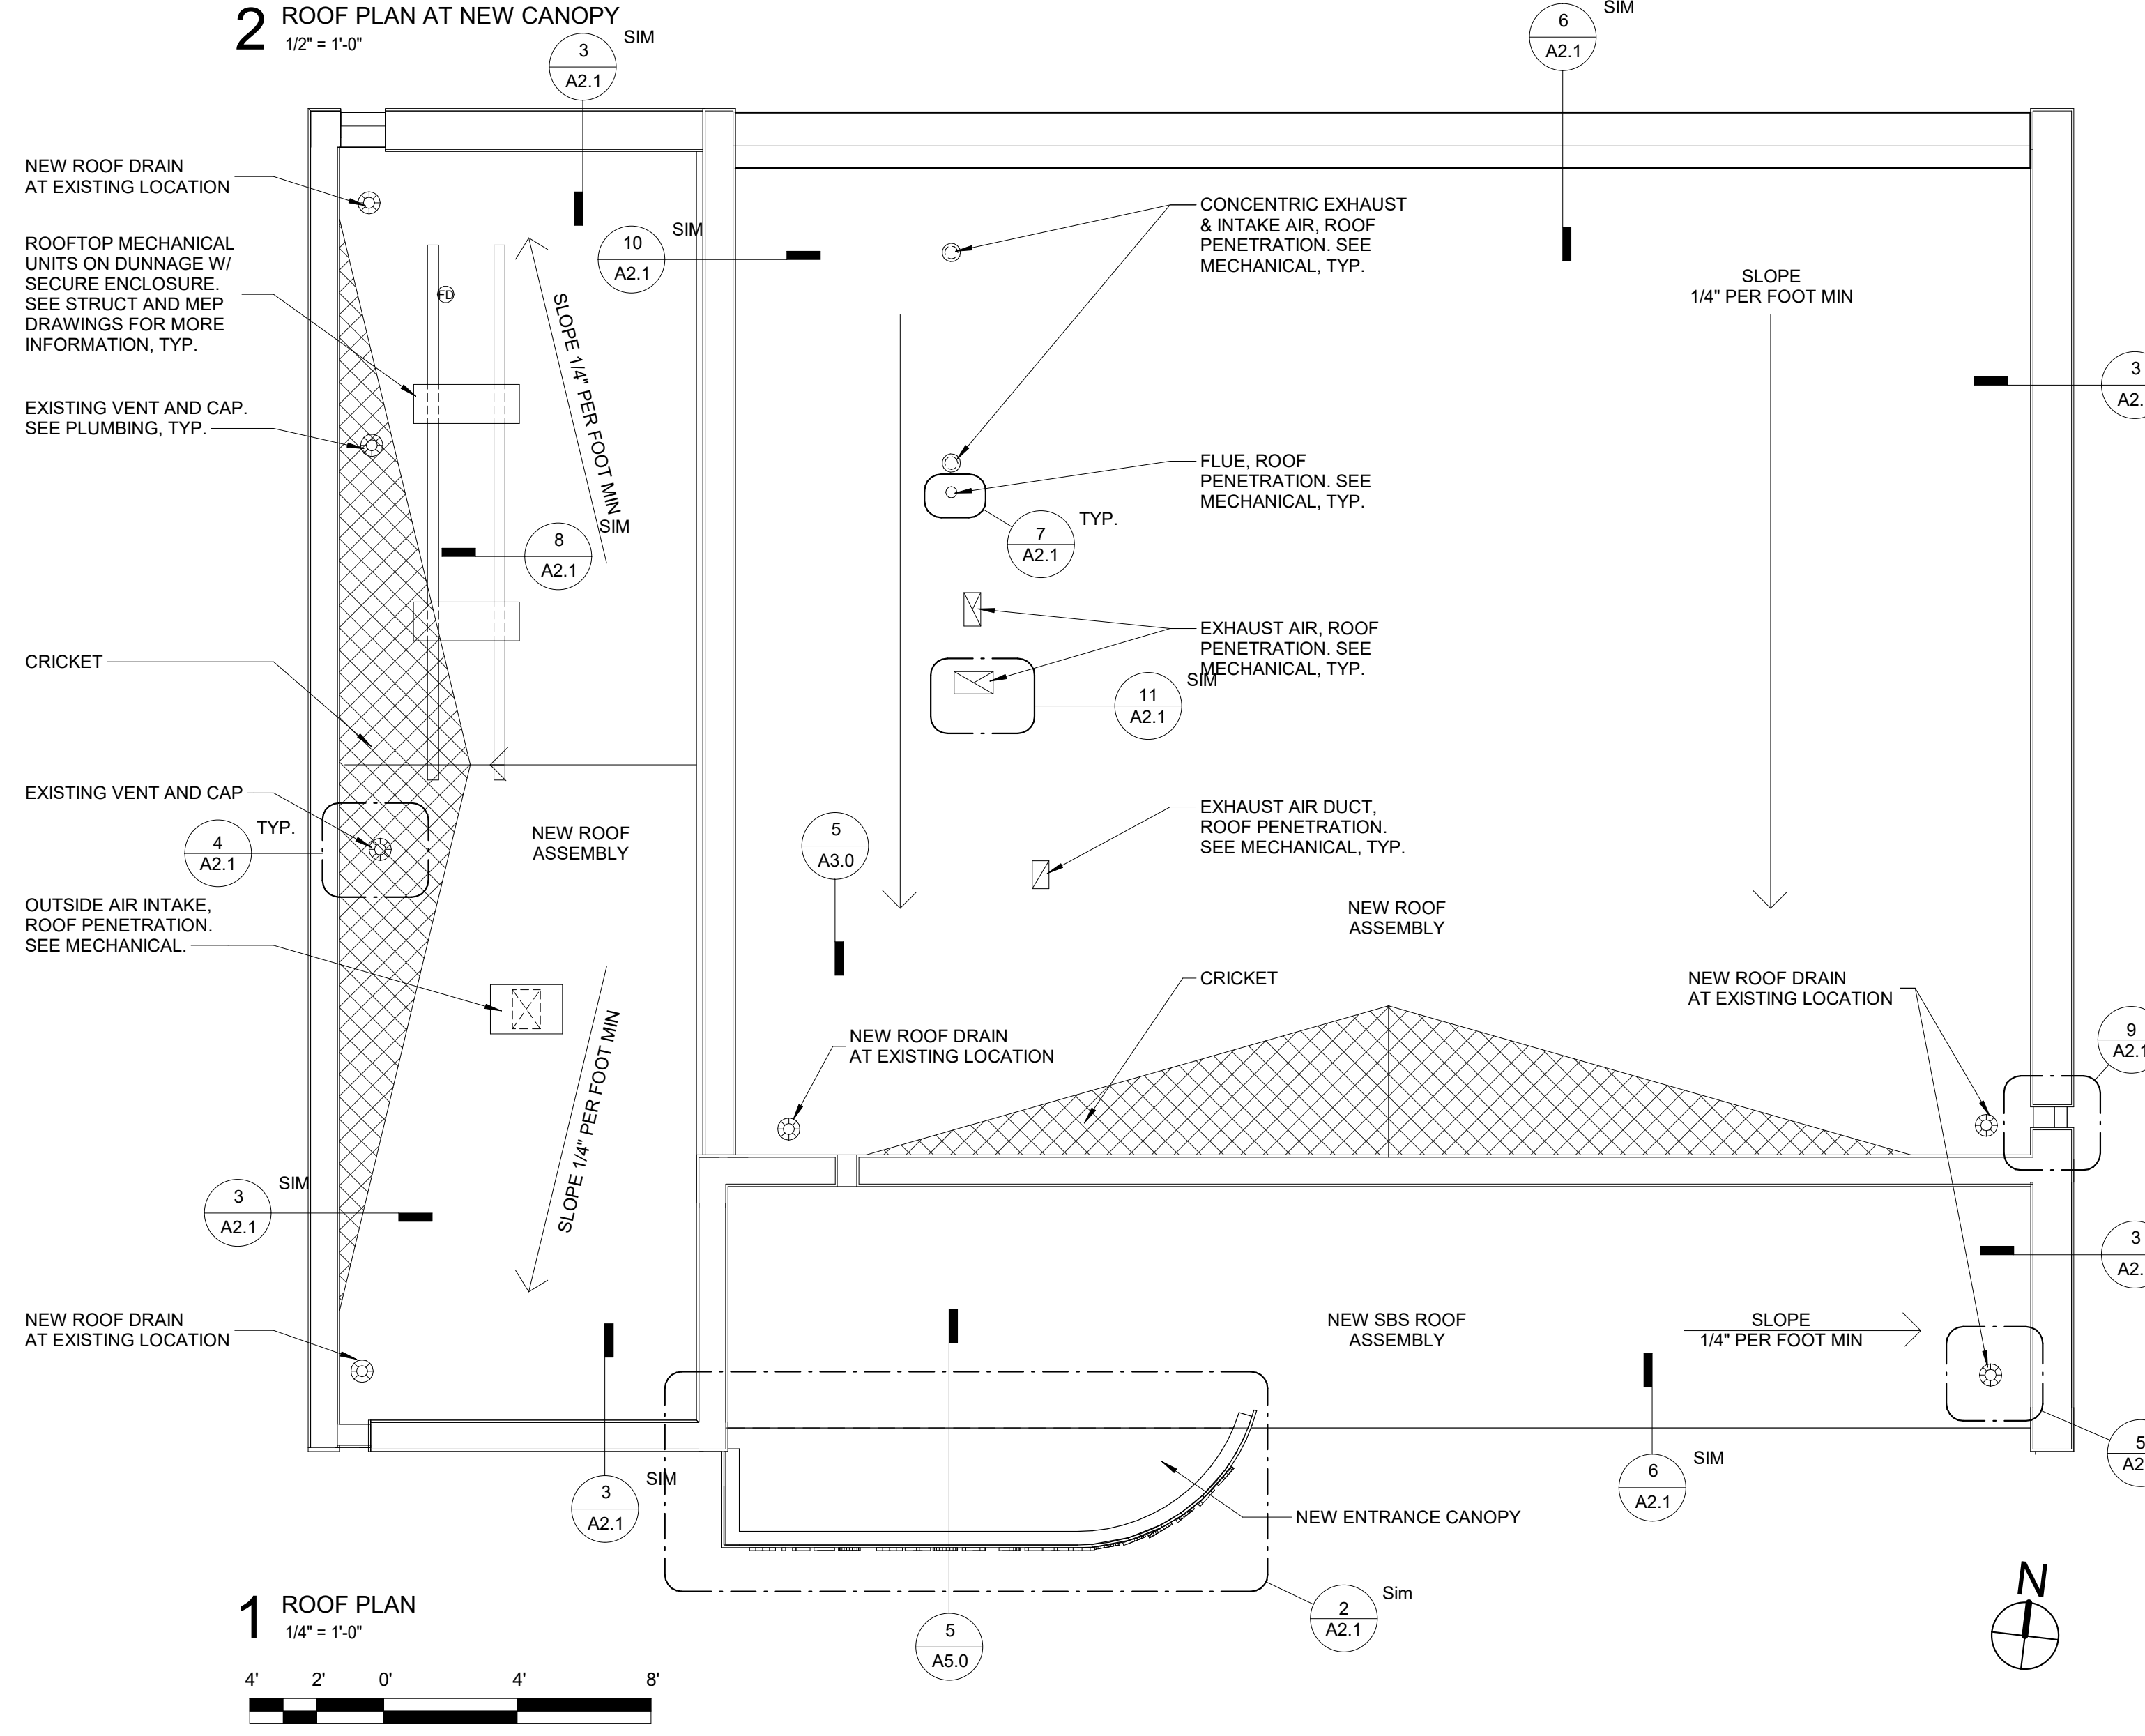 2 ROOF PLAN AT NEW CANOPY
1/2" = 1'-0"
3
A2.1
SIM
6
A2.1
SIM
NEW ROOF DRAIN
AT EXISTING LOCATION
ROOFTOP MECHANICAL
UNITS ON DUNNAGE W/
SECURE ENCLOSURE.
SEE STRUCT AND MEP
DRAWINGS FOR MORE
INFORMATION, TYP.
EXISTING VENT AND CAP.
SEE PLUMBING, TYP.
CRICKET
EXISTING VENT AND CAP
4
A2.1
TYP.
OUTSIDE AIR INTAKE,
ROOF PENETRATION.
SEE MECHANICAL.
3
A2.1
SIM
NEW ROOF DRAIN
AT EXISTING LOCATION
FD
SLOPE 1/4" PER FOOT MIN
10
A2.1
SIM
8
A2.1
SIM
NEW ROOF
ASSEMBLY
SLOPE 1/4" PER FOOT MIN
3
A2.1
SIM
CONCENTRIC EXHAUST
& INTAKE AIR, ROOF
PENETRATION. SEE
MECHANICAL, TYP.
FLUE, ROOF
PENETRATION. SEE
MECHANICAL, TYP.
7
A2.1
TYP.
EXHAUST AIR, ROOF
PENETRATION. SEE
MECHANICAL, TYP.
11
A2.1
SIM
EXHAUST AIR DUCT,
ROOF PENETRATION.
SEE MECHANICAL, TYP.
5
A3.0
NEW ROOF
ASSEMBLY
CRICKET
NEW ROOF DRAIN
AT EXISTING LOCATION
SLOPE
1/4" PER FOOT MIN
3
A2.
NEW ROOF DRAIN
AT EXISTING LOCATION
9
A2.1
3
A2.
NEW SBS ROOF
ASSEMBLY
SLOPE
1/4" PER FOOT MIN
5
A2
6
A2.1
SIM
NEW ENTRANCE CANOPY
2
A2.1
Sim
5
A5.0
N
1 ROOF PLAN
1/4" = 1'-0"
4' 2' 0' 4' 8'